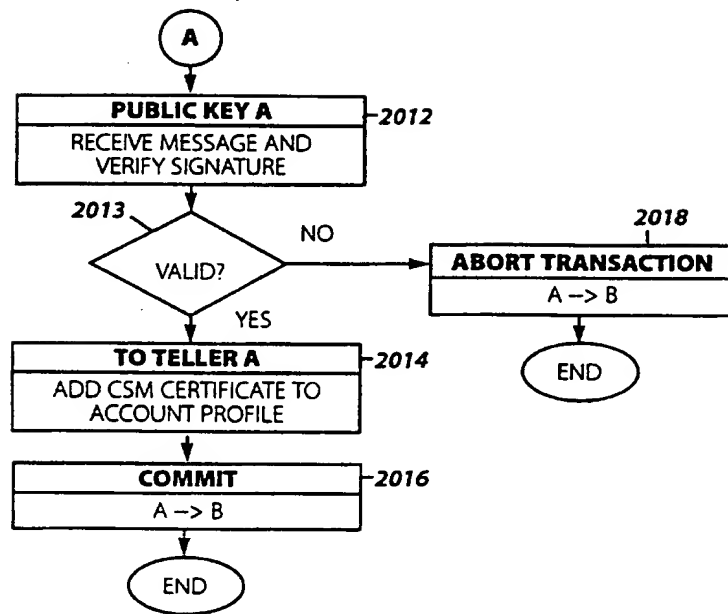 A
PUBLIC KEY A
2012
RECEIVE MESSAGE AND
VERIFY SIGNATURE
2013
VALID?
NO
YES
2018
ABORT TRANSACTION
A –> B
END
TO TELLER A
2014
ADD CSM CERTIFICATE TO
ACCOUNT PROFILE
COMMIT
2016
A –> B
END